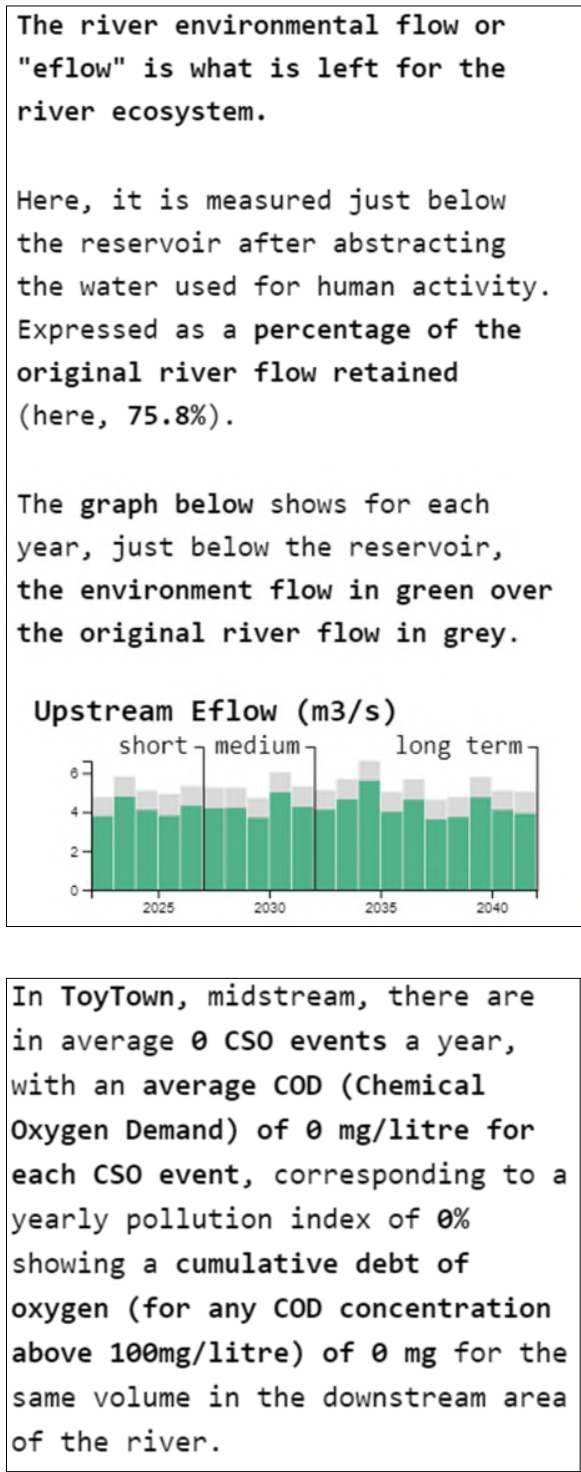 The river environmental flow or
"eflow" is what is left for the
river ecosystem.
Here, it is measured just below
the reservoir after abstracting
the water used for human activity.
Expressed as a percentage of the
original river flow retained
(here, 75.8%).
The graph below shows for each
year, just below the reservoir,
the environment flow in green over
the original river flow in grey.
Upstream Eflow (m3/s)
short medium long term
6
4
2
0
2025 2030 2035 2040
In ToyTown, midstream, there are
in average 0 CSO events a year,
with an average COD (Chemical
Oxygen Demand) of 0 mg/litre for
each CSO event, corresponding to a
yearly pollution index of 0%
showing a cumulative debt of
oxygen (for any COD concentration
above 100mg/litre) of 0 mg for the
same volume in the downstream area
of the river.